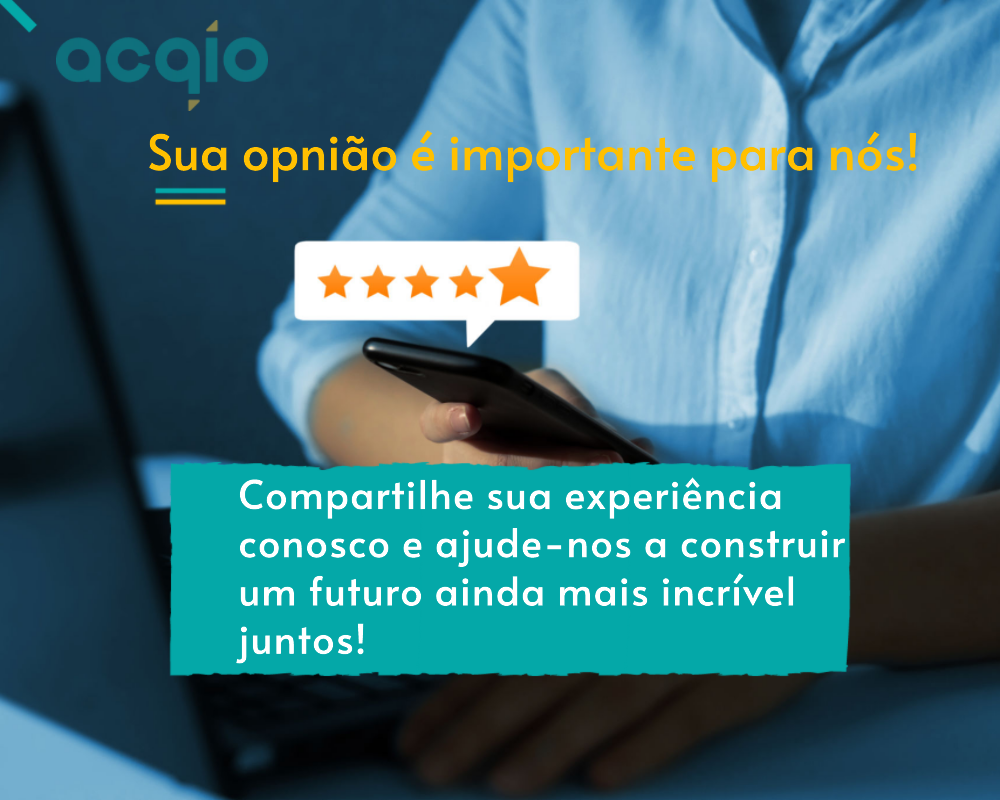 acqio
Sua opnião é importante para nós!
Compartilhe sua experiência
conosco e ajude-nos a construir
um futuro ainda mais incrível
juntos!